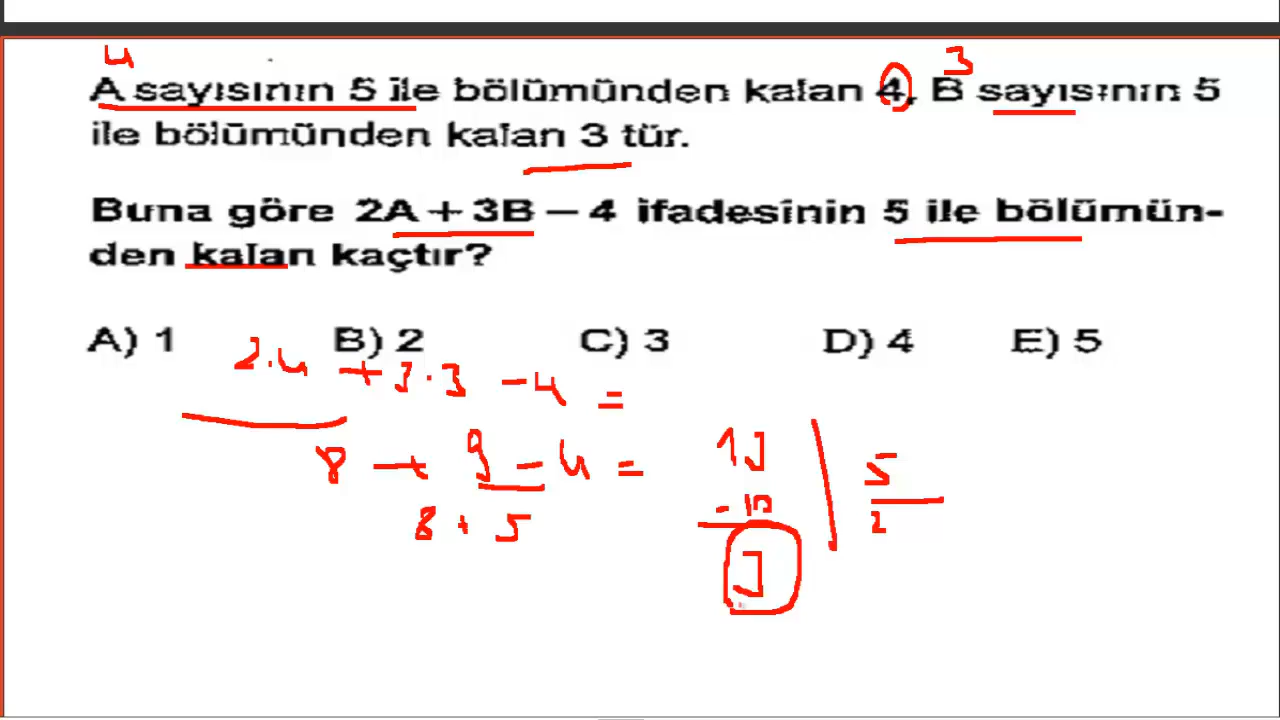 4 3
A sayısının 5 ile bölümünden kalan 4, B sayısının 5
ile bölümünden kalan 3 tür.
Buna göre 2A + 3B – 4 ifadesinin 5 ile bölümün-
den kalan kaçtır?
A) 1 B) 2 C) 3 D) 4 E) 5
2.4 + 3.3 - 4 =
8 + 9 - 4 = 13 5
8 + 5 - 10 2
3